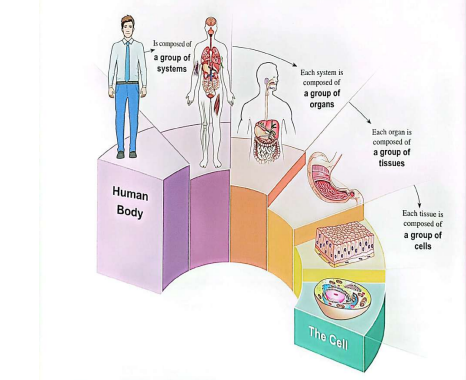 Is composed of
a group of
systems
Each system is
composed of
a group of
organs
Each organ is
composed of
a group of
tissues
Each tissue is
composed of
a group of
cells
Human
Body
The Cell